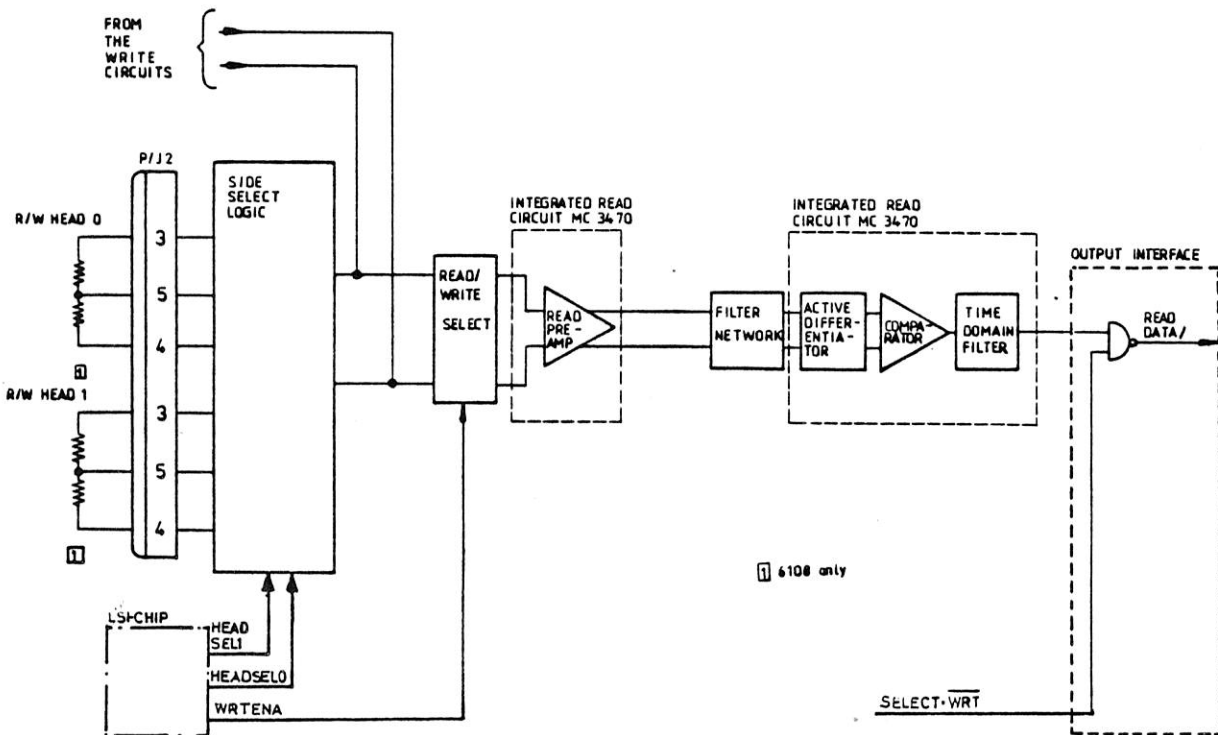 FROM
THE
WRITE
CIRCUITS
P/J2
SIDE
SELECT
LOGIC
R/W HEAD 0
3
5
4
1
R/W HEAD 1
3
5
4
1
INTEGRATED READ
CIRCUIT MC 3470
READ/
WRITE
SELECT
READ
PRE-
AMP
FILTER
NETWORK
INTEGRATED READ
CIRCUIT MC 3470
ACTIVE
DIFFER-
ENTIA-
TOR
COMPA-
RATOR
TIME
DOMAIN
FILTER
OUTPUT INTERFACE
READ
DATA/
1 6108 only
LSI-CHIP
HEAD
SEL1
HEADSEL0
WRTENA
SELECT·W̅R̅T̅